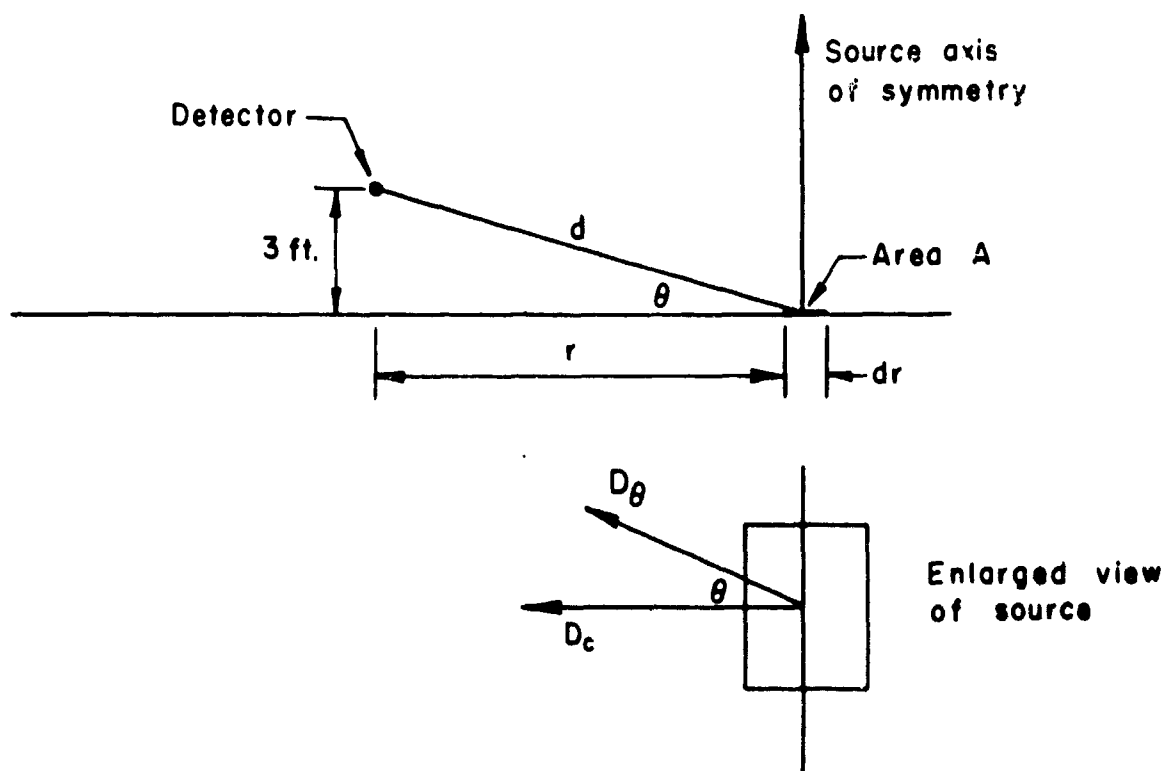 Source axis
of symmetry
Detector
3 ft.
d
θ
Area A
r
dr
Dθ
θ
Dc
Enlarged view
of source